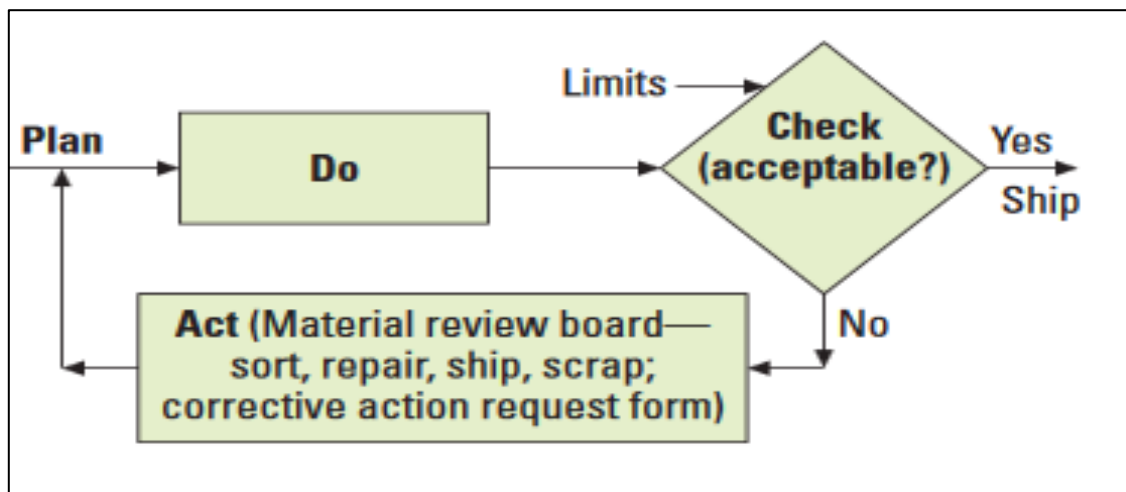 Limits
Plan
Do
Check
(acceptable?)
Yes
Ship
No
Act (Material review board—
sort, repair, ship, scrap;
corrective action request form)